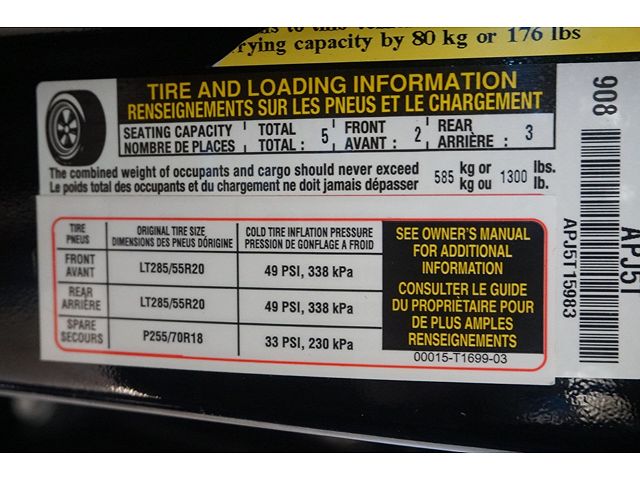 rrying capacity by 80 kg or 176 lbs
TIRE AND LOADING INFORMATION
RENSEIGNEMENTS SUR LES PNEUS ET LE CHARGEMENT
SEATING CAPACITY TOTAL : 5 FRONT : 2 REAR : 3
NOMBRE DE PLACES TOTAL : AVANT : ARRIÈRE :
The combined weight of occupants and cargo should never exceed 585 kg or 1300 lbs.
Le poids total des occupants et du chargement ne doit jamais dépasser kg ou lb.
TIRE ORIGINAL TIRE SIZE COLD TIRE INFLATION PRESSURE
PNEUS DIMENSIONS DES PNEUS DÓRIGINE PRESSION DE GONFLAGE A FROID
FRONT
AVANT LT285/55R20 49 PSI, 338 kPa
REAR
ARRIÈRE LT285/55R20 49 PSI, 338 kPa
SPARE
SECOURS P255/70R18 33 PSI, 230 kPa
SEE OWNER'S MANUAL
FOR ADDITIONAL
INFORMATION
CONSULTER LE GUIDE
DU PROPRIÈTAIRE POUR
DE PLUS AMPLES
RENSEIGNEMENTS
00015-T1699-03
908
APJ5T15983
APJ5T